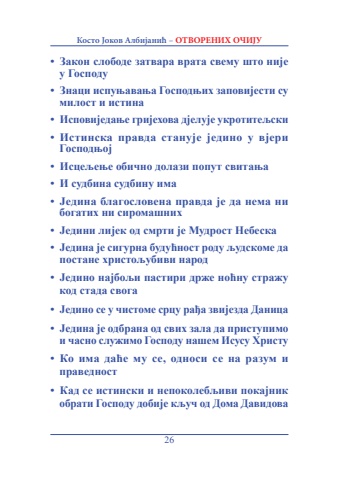 Косто Јоков Албијанић – ОТВОРЕНИХ ОЧИЈУ
• Закон слободе затвара врата свему што није
у Господу
• Знаци испуњавања Господњих заповијести су
милост и истина
• Исповиједање гријехова дјелује укротитељски
• Истинска правда станује једино у вјери
Господњој
• Исцељење обично долази попут свитања
• И судбина судбину има
• Једина благословена правда је да нема ни
богатих ни сиромашних
• Једини лијек од смрти је Мудрост Небеска
• Једина је сигурна будућност роду људскоме да
постане христољубиви народ
• Једино најбољи пастири држе ноћну стражу
код стада свога
• Једино се у чистоме срцу рађа звијезда Даница
• Једина је одбрана од свих зала да приступимо
и часно служимо Господу нашем Исусу Христу
• Ко има даће му се, односи се на разум и
праведност
• Кад се истински и непоколебљиви покајник
обрати Господу добије кључ од Дома Давидова
26